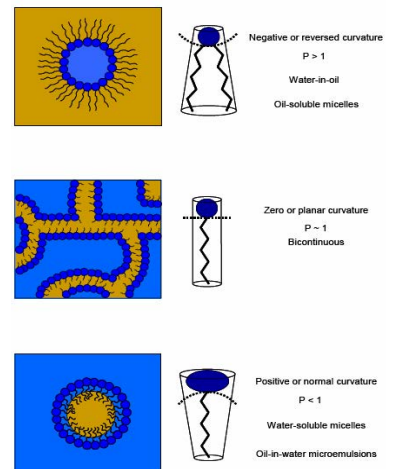 Negative or reversed curvature
P > 1
Water-in-oil
Oil-soluble micelles
Zero or planar curvature
P ~ 1
Bicontinuous
Positive or normal curvature
P < 1
Water-soluble micelles
Oil-in-water microemulsions